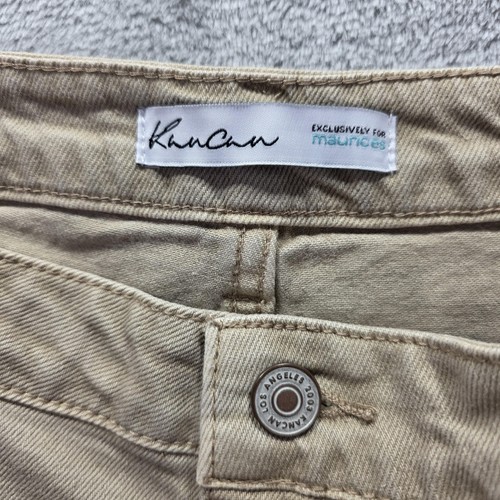 KanCan
EXCLUSIVELY FOR
maurices
KANCAN LOS ANGELES 2003